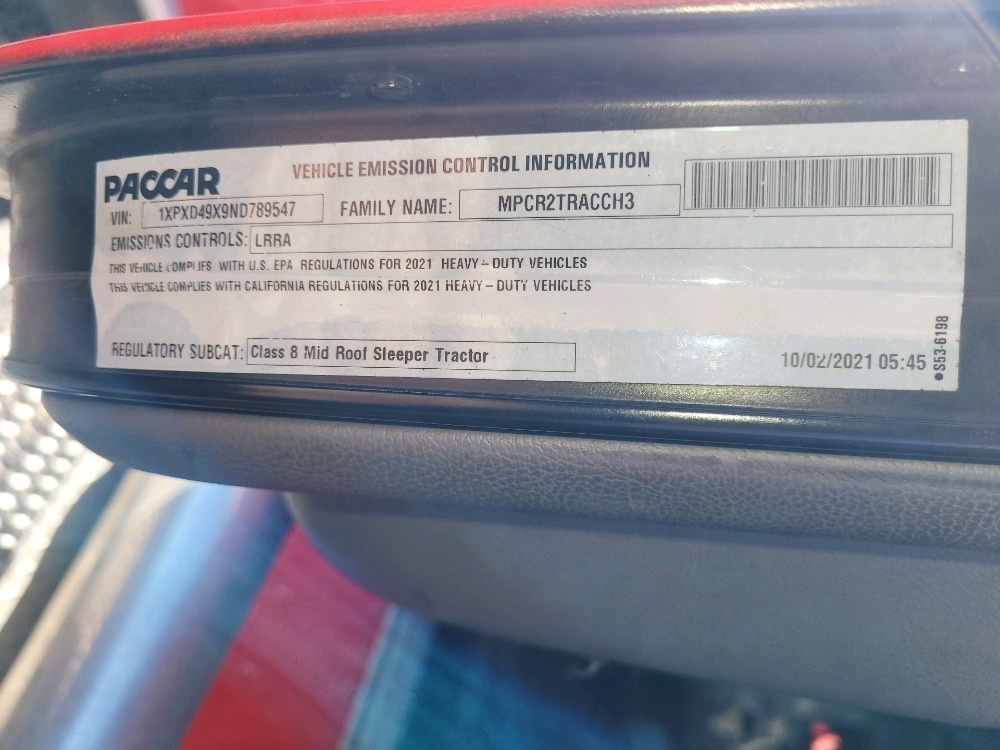 PACCAR
VEHICLE EMISSION CONTROL INFORMATION
VIN: 1XPXD49X9ND789547 FAMILY NAME: MPCR2TRACCH3
EMISSIONS CONTROLS: LRRA
THIS VEHICLE COMPLIES WITH U.S. EPA REGULATIONS FOR 2021 HEAVY-DUTY VEHICLES
THIS VEHICLE COMPLIES WITH CALIFORNIA REGULATIONS FOR 2021 HEAVY-DUTY VEHICLES
REGULATORY SUBCAT: Class 8 Mid Roof Sleeper Tractor
10/02/2021 05:45
●S53-6198